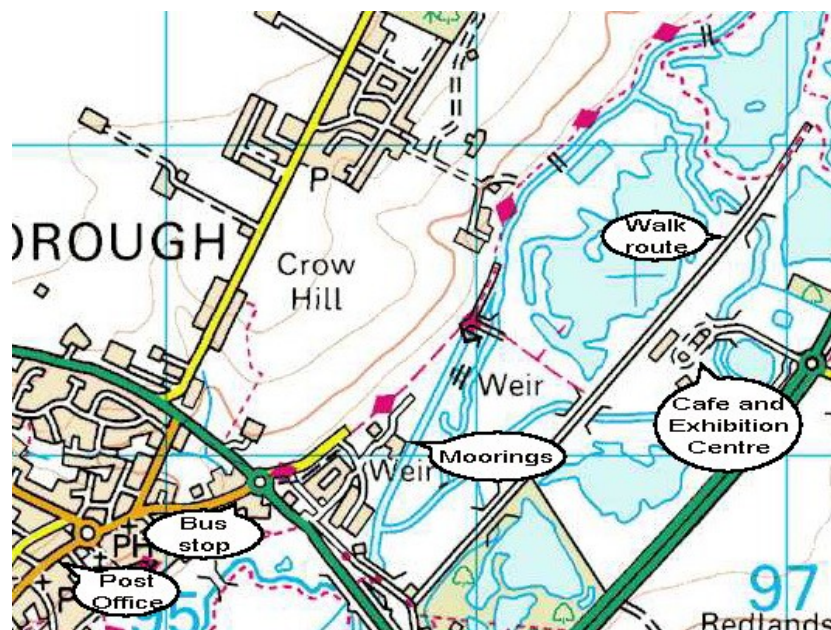 P
Walk
route
OROUGH
Crow
Hill
Weir
Cafe and
Exhibition
Centre
Moorings
(Weir)
Bus
stop
PH
Post
Office
P
95
97
Redlands